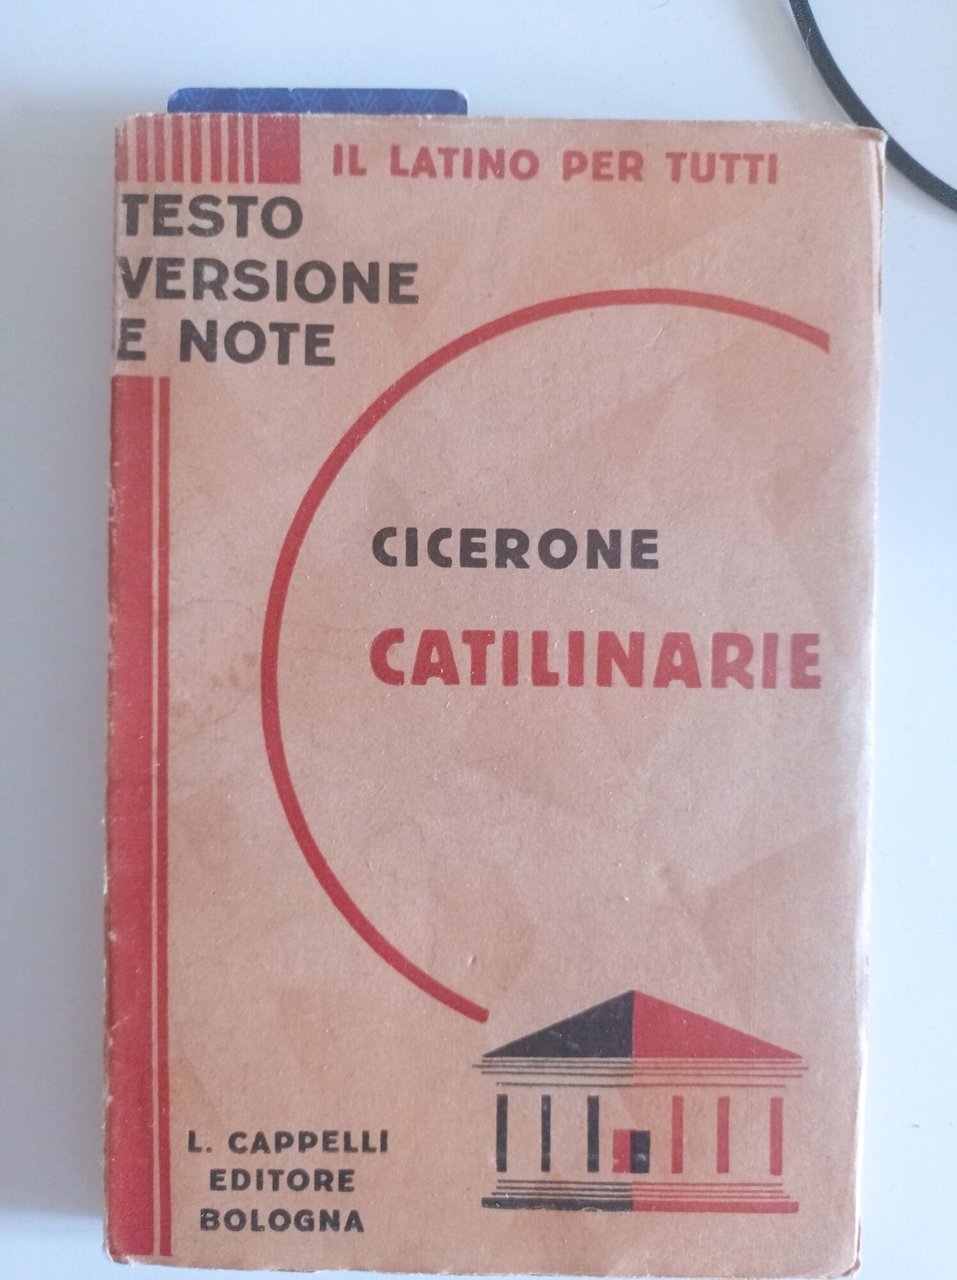 IL LATINO PER TUTTI
TESTO
VERSIONE
E NOTE
CICERONE
CATILINARIE
L. CAPPELLI
EDITORE
BOLOGNA